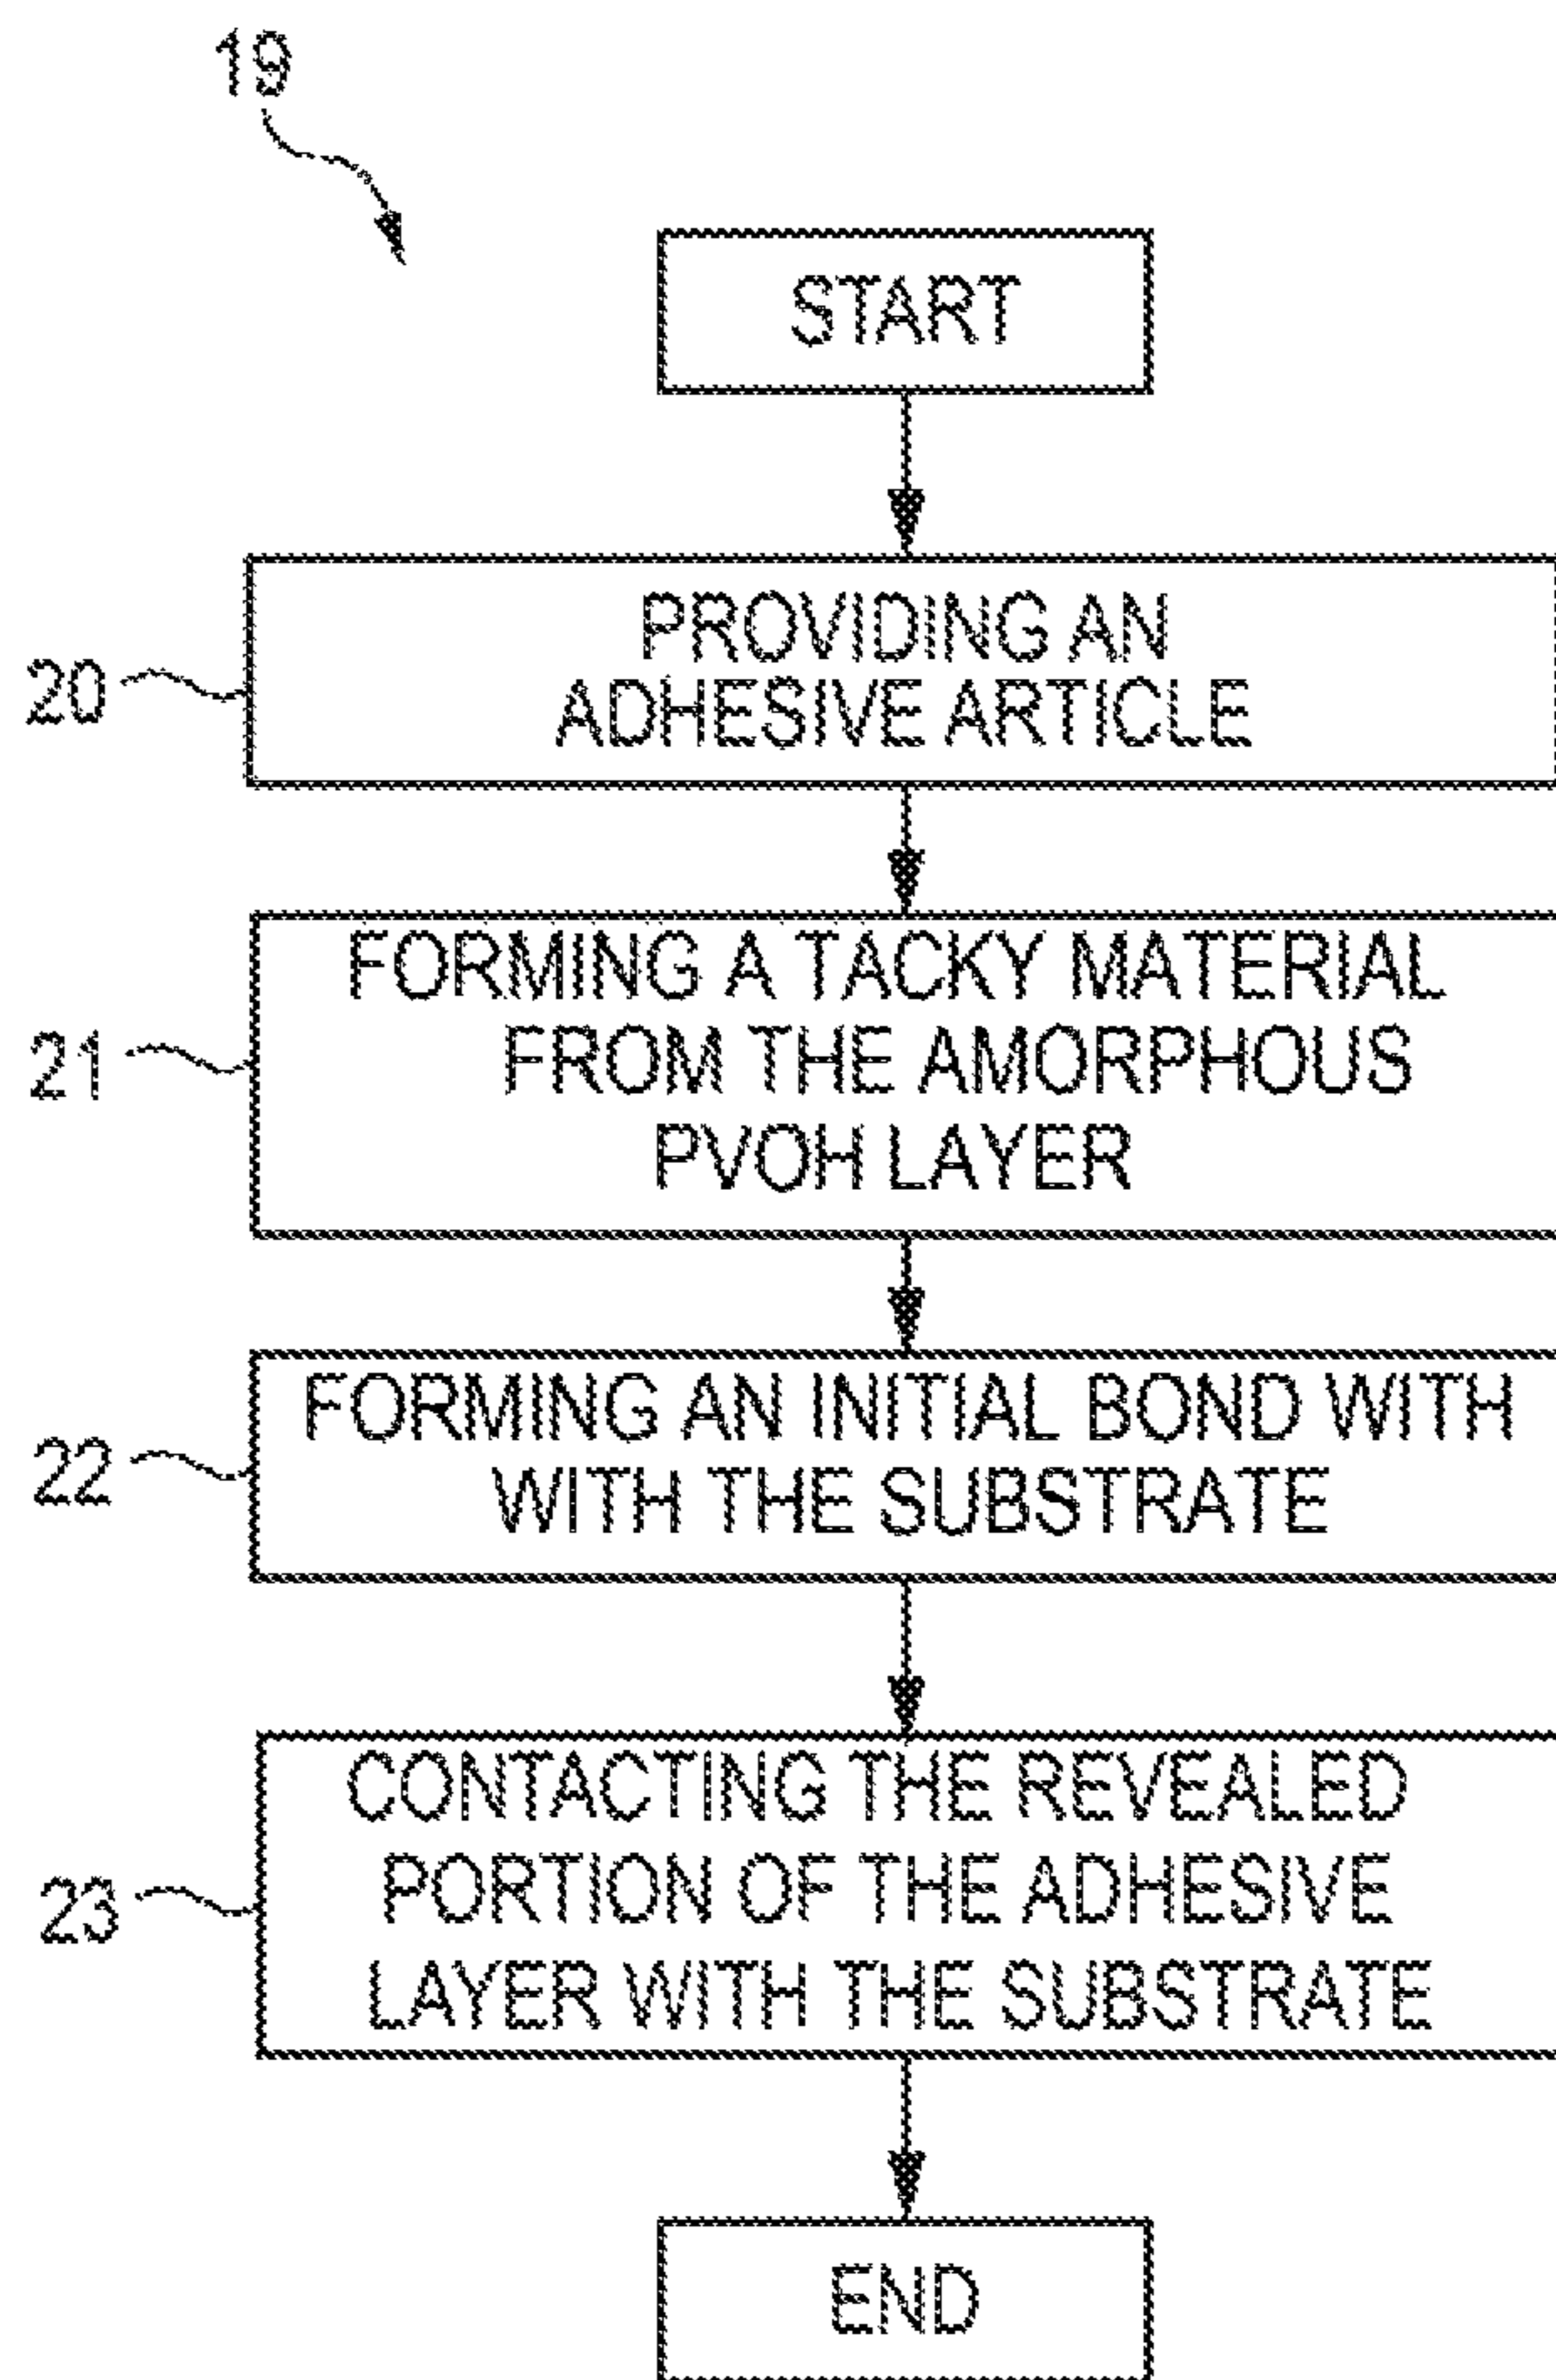 19
START
20
PROVIDING AN
ADHESIVE ARTICLE
21
FORMING A TACKY MATERIAL
FROM THE AMORPHOUS
PVOH LAYER
22
FORMING AN INITIAL BOND WITH
WITH THE SUBSTRATE
23
CONTACTING THE REVEALED
PORTION OF THE ADHESIVE
LAYER WITH THE SUBSTRATE
END